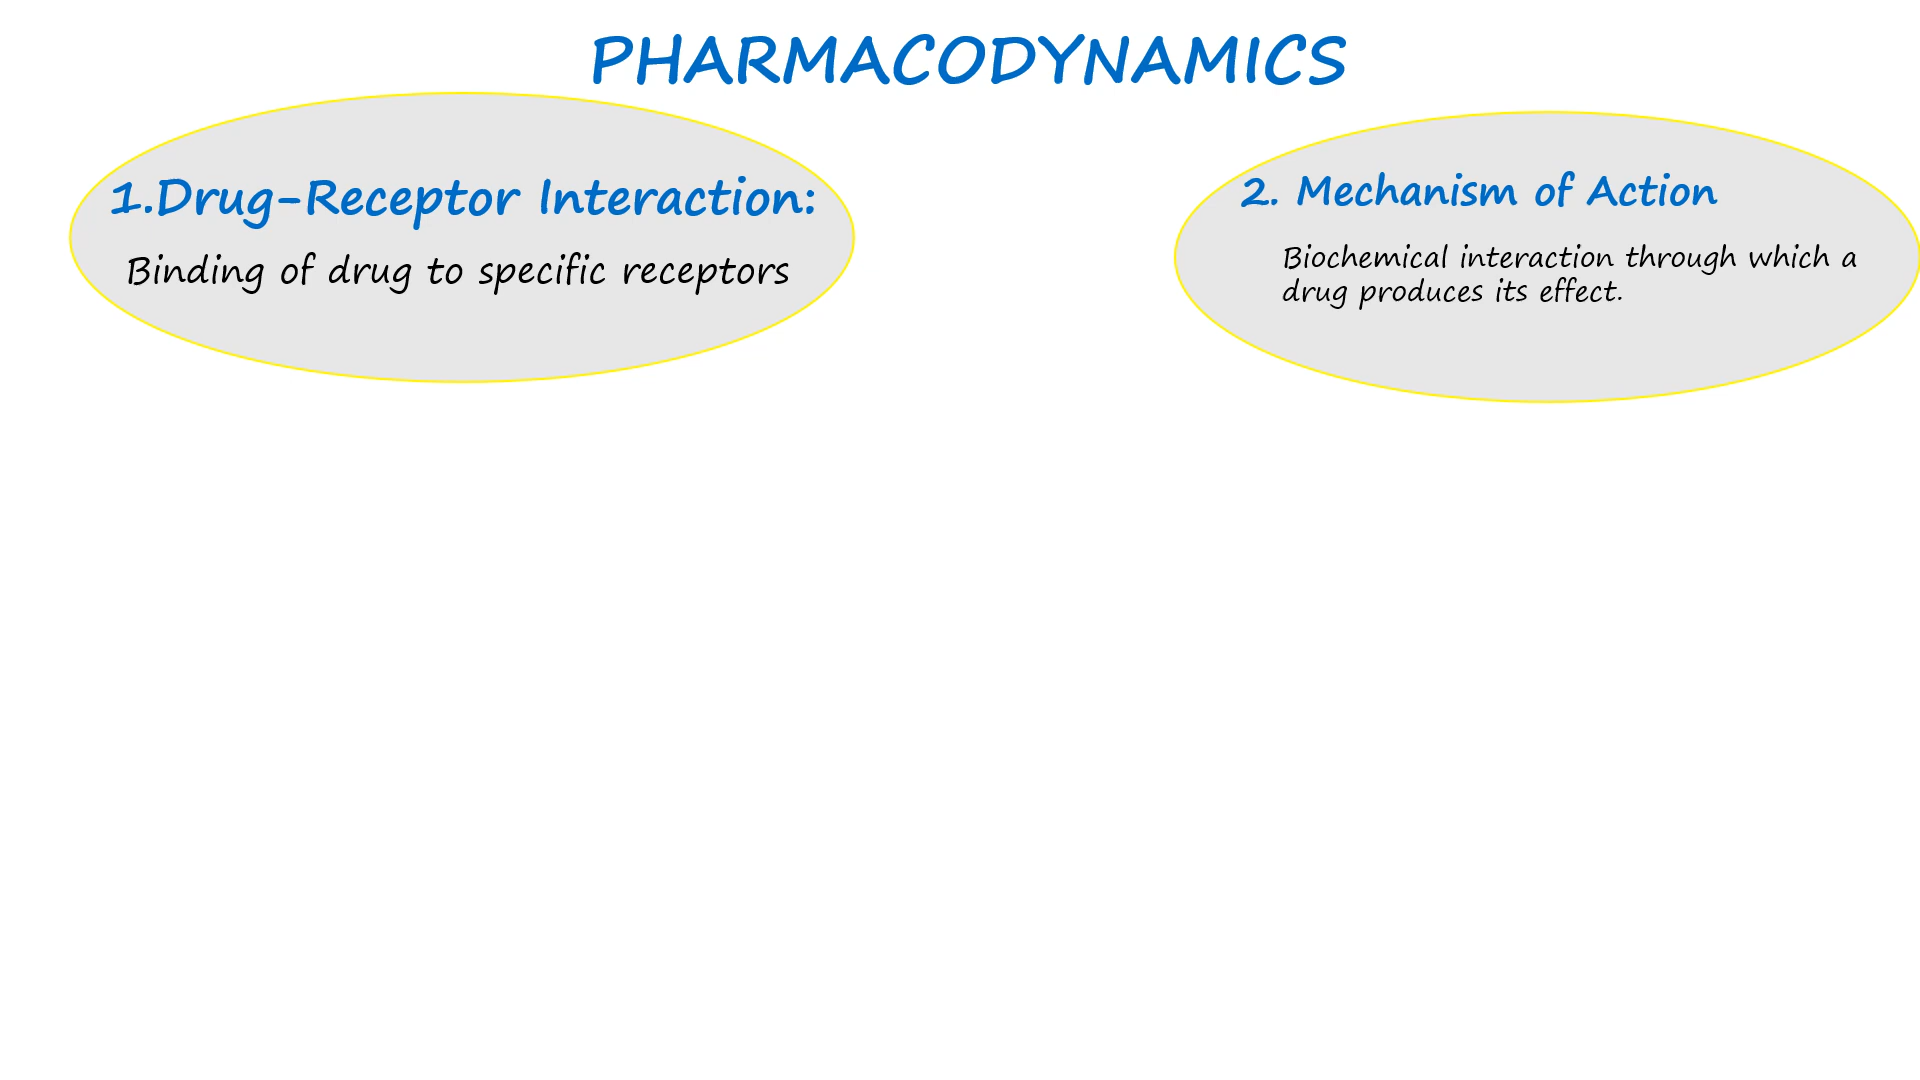 PHARMACODYNAMICS
1.Drug-Receptor Interaction:
Binding of drug to specific receptors
2. Mechanism of Action
Biochemical interaction through which a
drug produces its effect.